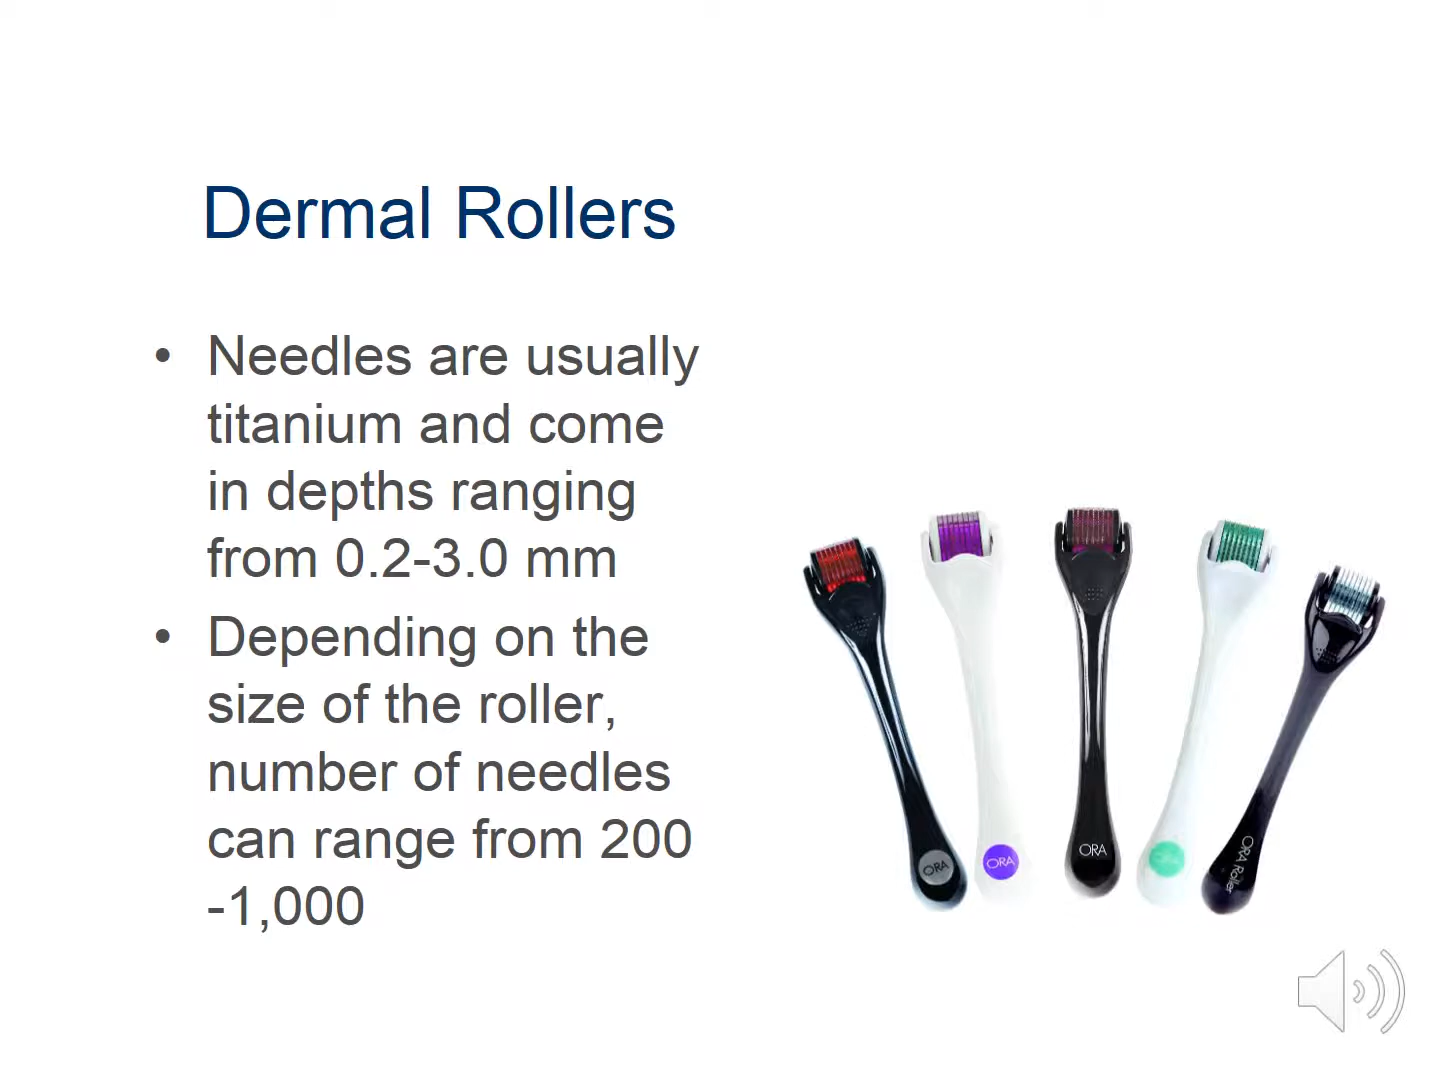 Dermal Rollers
• Needles are usually
titanium and come
in depths ranging
from 0.2-3.0 mm
• Depending on the
size of the roller,
number of needles
can range from 200
-1,000
ORA
ORA
ORA
ORA Roller